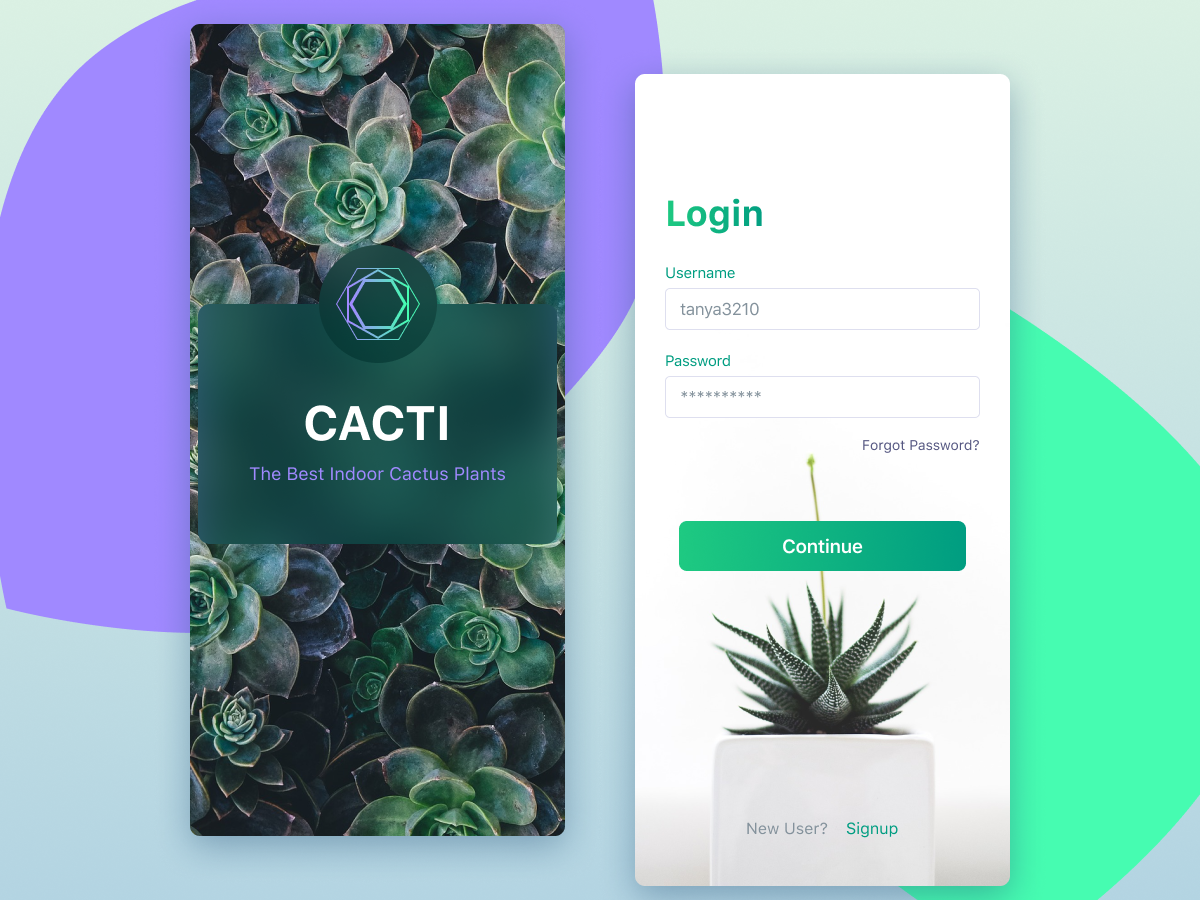 CACTI
The Best Indoor Cactus Plants
Login
Username
tanya3210
Password
**********
Forgot Password?
Continue
New User? Signup